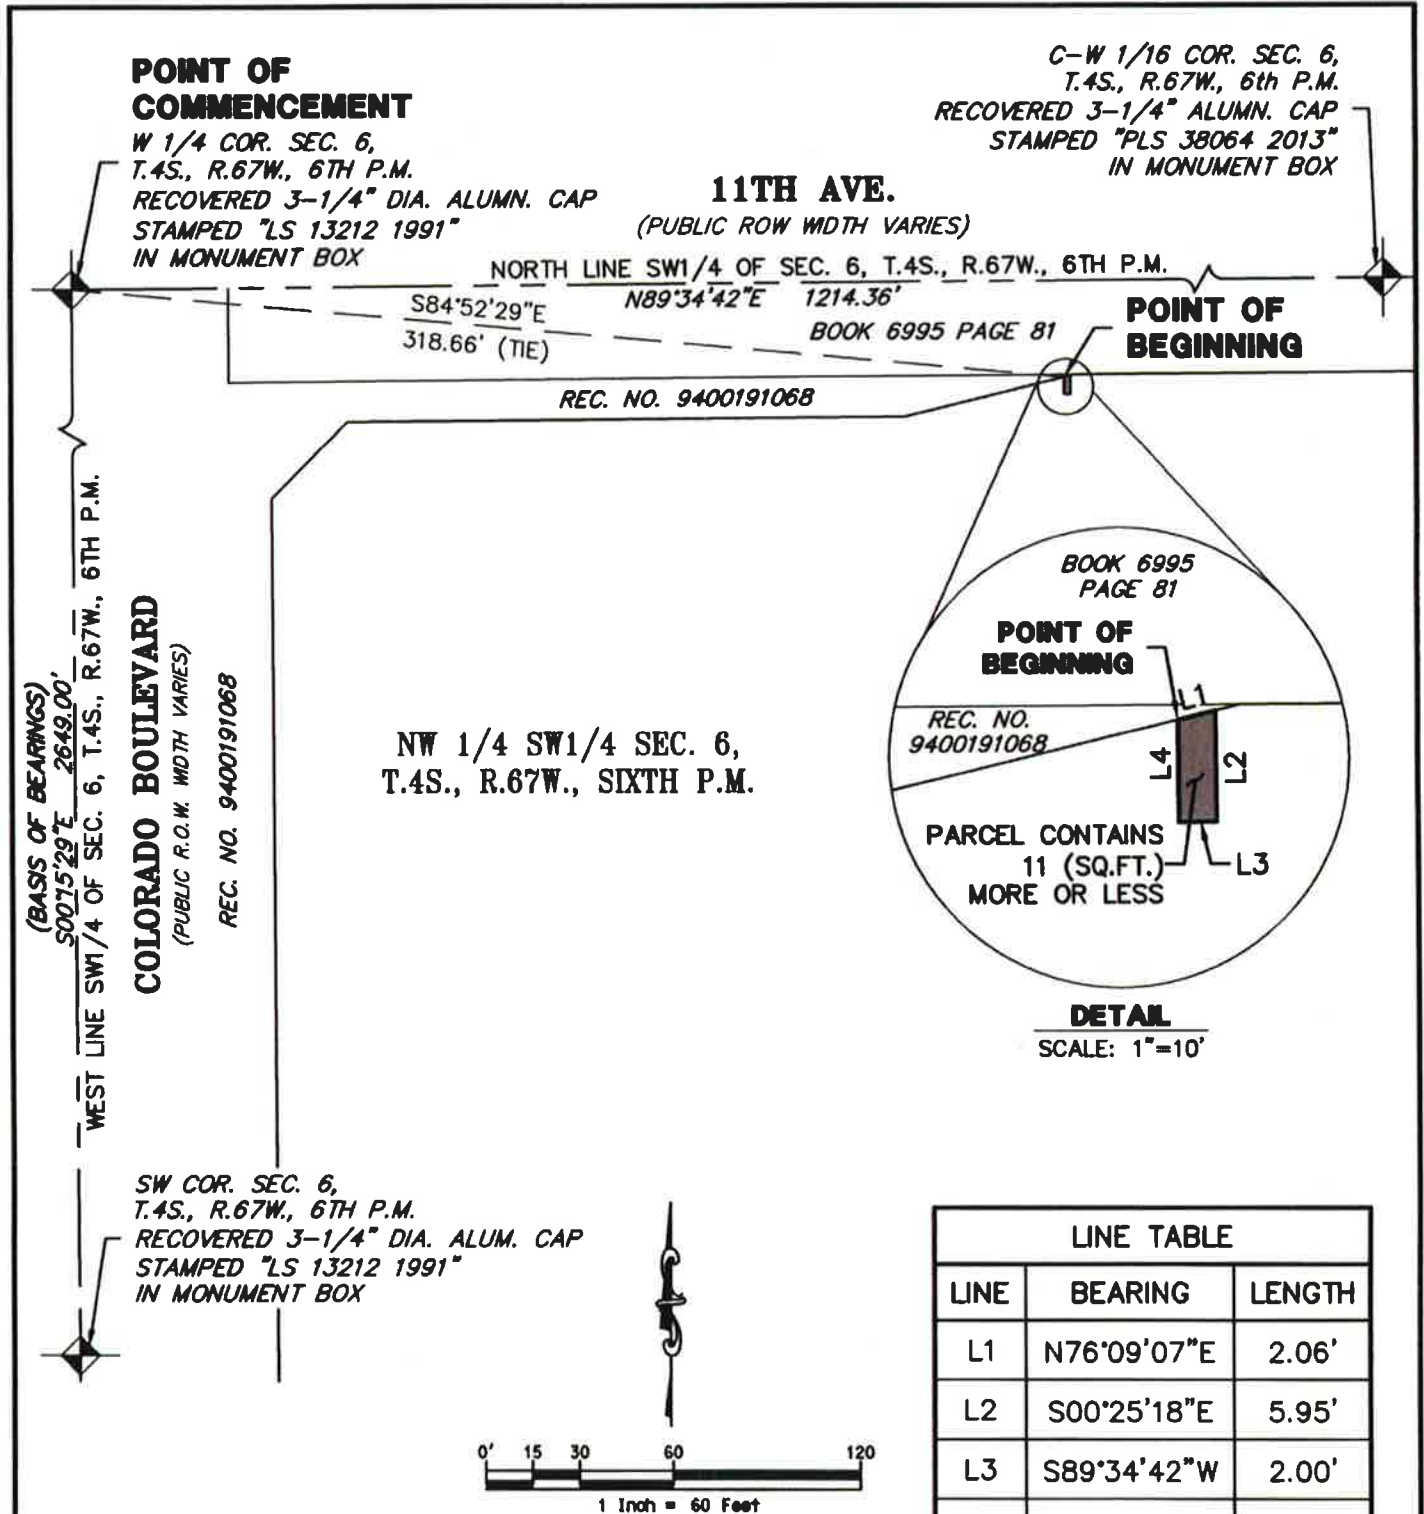 POINT OF
COMMENCEMENT
W 1/4 COR. SEC. 6,
T.4S., R.67W., 6TH P.M.
RECOVERED 3-1/4" DIA. ALUMN. CAP
STAMPED "LS 13212 1991"
IN MONUMENT BOX
C-W 1/16 COR. SEC. 6,
T.4S., R.67W., 6th P.M.
RECOVERED 3-1/4" ALUMN. CAP
STAMPED "PLS 38064 2013"
IN MONUMENT BOX
11TH AVE.
(PUBLIC ROW WIDTH VARIES)
NORTH LINE SW1/4 OF SEC. 6, T.4S., R.67W., 6TH P.M.
N89°34'42"E 1214.36'
S84°52'29"E
318.66' (TIE)
BOOK 6995 PAGE 81
POINT OF
BEGINNING
REC. NO. 9400191068
(BASIS OF BEARINGS)
S00°15'29"E 2649.00'
WEST LINE SW1/4 OF SEC. 6, T.4S., R.67W., 6TH P.M.
COLORADO BOULEVARD
(PUBLIC R.O.W. WIDTH VARIES)
REC. NO. 9400191068
NW 1/4 SW1/4 SEC. 6,
T.4S., R.67W., SIXTH P.M.
BOOK 6995
PAGE 81
POINT OF
BEGINNING
L1
REC. NO.
9400191068
L4
L2
PARCEL CONTAINS
11 (SQ.FT.)
MORE OR LESS
L3
DETAIL
SCALE: 1"=10'
SW COR. SEC. 6,
T.4S., R.67W., 6TH P.M.
RECOVERED 3-1/4" DIA. ALUM. CAP
STAMPED "LS 13212 1991"
IN MONUMENT BOX
0' 15 30 60 120
1 Inch = 60 Feet
LINE TABLE
LINE BEARING LENGTH
L1 N76°09'07"E 2.06'
L2 S00°25'18"E 5.95'
L3 S89°34'42"W 2.00'